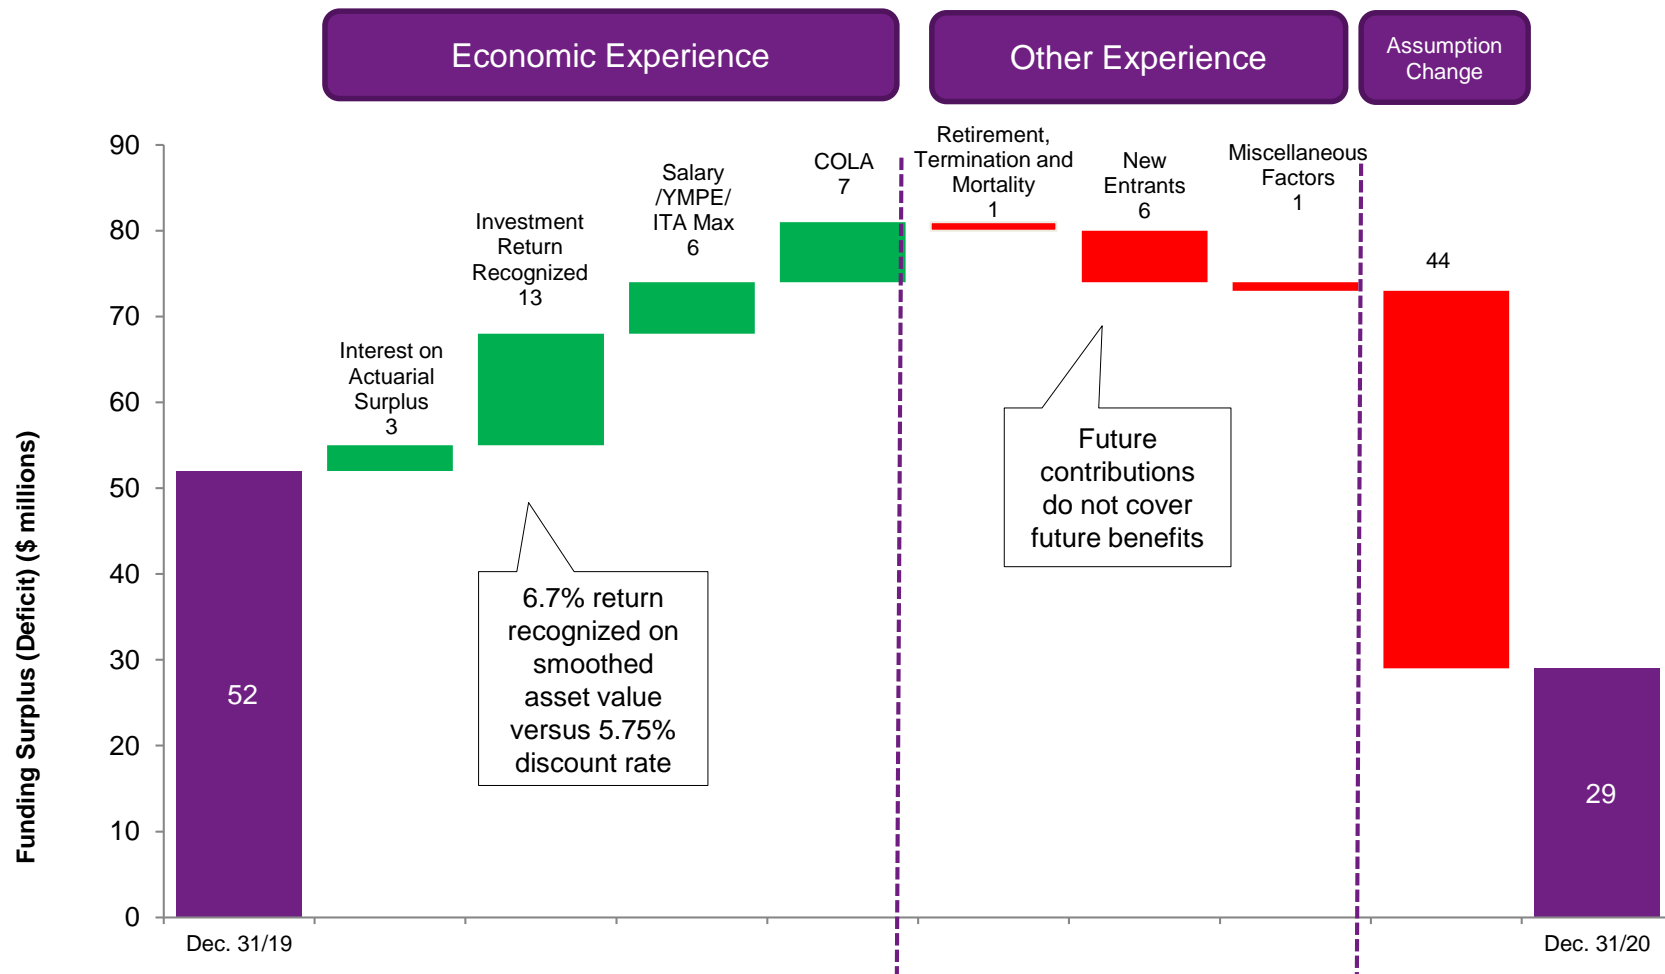 Economic Experience
Other Experience
Assumption
Change
Funding Surplus (Deficit) ($ millions)
90
80
70
60
50
40
30
20
10
0
52
Dec. 31/19
Interest on
Actuarial
Surplus
3
Investment
Return
Recognized
13
Salary
/YMPE/
ITA Max
6
COLA
7
Retirement,
Termination and
Mortality
1
New
Entrants
6
Miscellaneous
Factors
1
44
6.7% return
recognized on
smoothed
asset value
versus 5.75%
discount rate
Future
contributions
do not cover
future benefits
29
Dec. 31/20